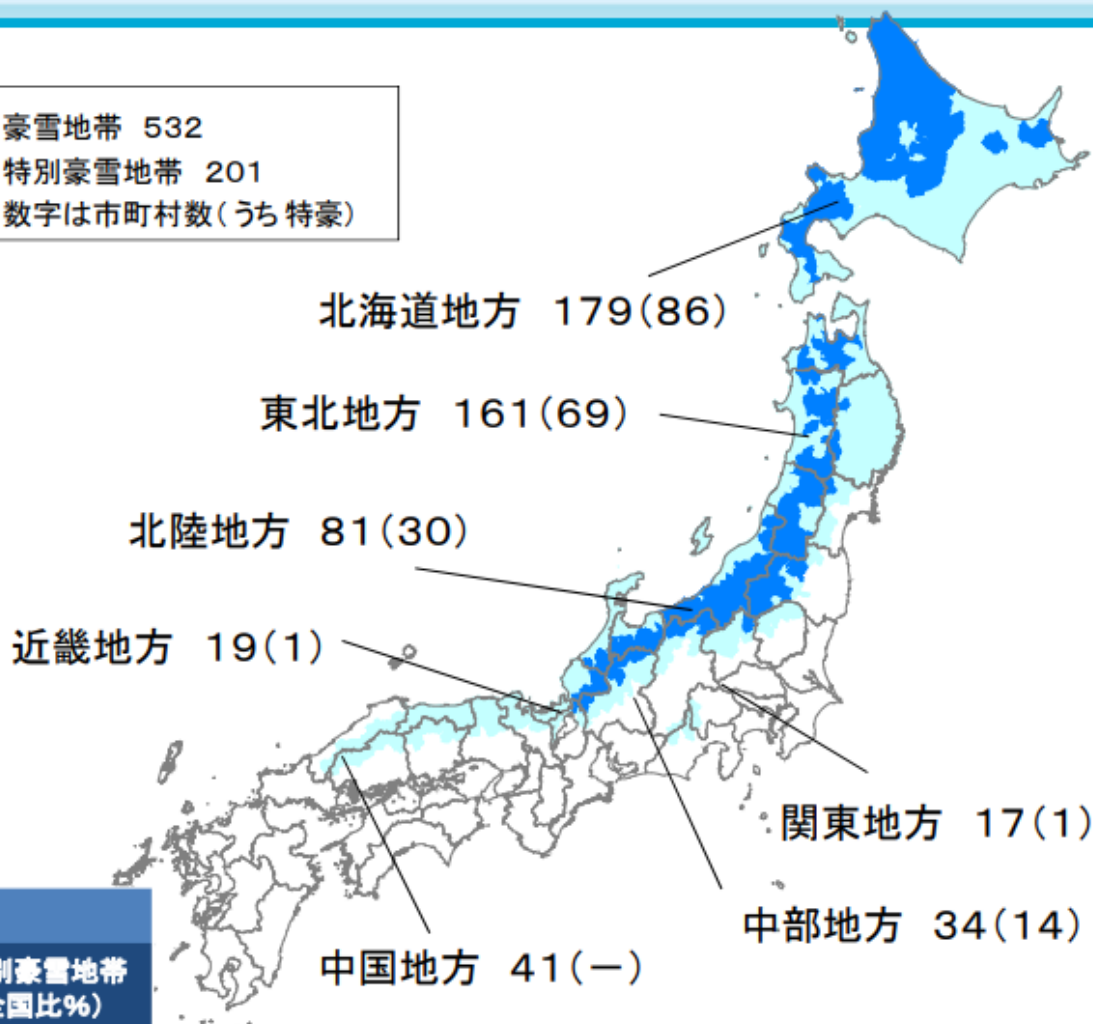 豪雪地帯 532
特別豪雪地帯 201
数字は市町村数(うち特豪)
北海道地方 179(86)
東北地方 161(69)
北陸地方 81(30)
近畿地方 19(1)
関東地方 17(1)
中部地方 34(14)
中国地方 41(-)
別豪雪地帯
全国比%)